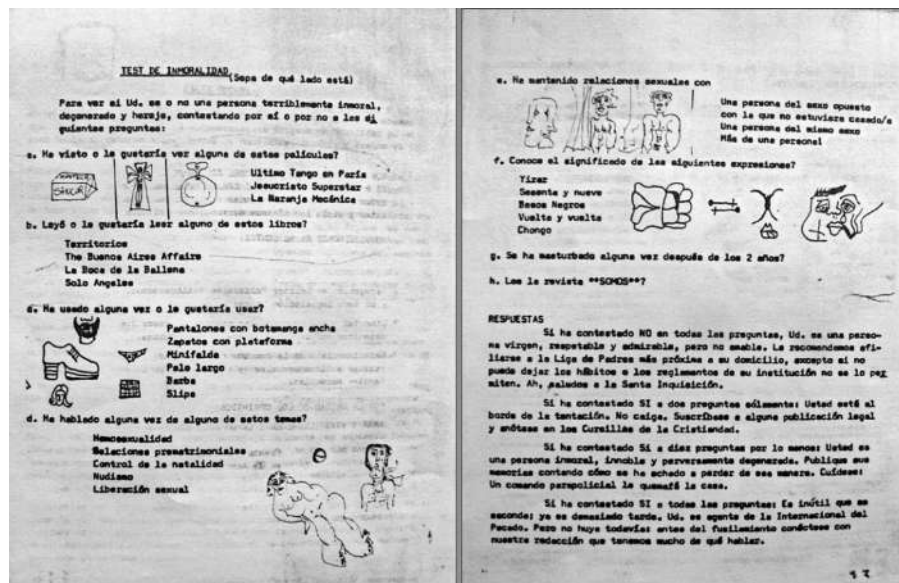 TEST DE INMORALIDAD (Sepa de qué lado está)
Para ver si Ud. es o no una persona terriblemente inmoral,
degenerada y hereje, contestando por sí o por no a las si
guientes preguntas:
a. Ha visto o le gustaría ver alguna de estas películas?
Ultimo Tango en París
Jesucristo Superstar
La Naranja Mecánica
b. Leyó o le gustaría leer alguno de estos libros?
Territorios
The Buenos Aires Affaire
La Boca de la Ballena
Solo Angeles
Ha usado alguna vez o le gustaría usar?
Pantalones con botamanga ancha
Zapatos con plataforma
Minifalda
Pelo largo
Barba
Slips
d. Ha hablado alguna vez de alguno de estos temas?
Homosexualidad
Relaciones prematrimoniales
Control de la natalidad
Nudismo
Liberación sexual
e. Ha mantenido relaciones sexuales con
Una persona del sexo opuesto
con la que no estuviera casado/a
Una persona del mismo sexo
Más de una persona?
f. Conoce el significado de las siguientes expresiones?
Tirar
Sesenta y nueve
Besos Negros
Vuelta y vuelta
Chongo
g. Se ha masturbado alguna vez después de los 2 años?
h. Lee la revista **SOMOS**?
RESPUESTAS
Si ha contestado NO en todas las preguntas, Ud. es una perso-
na virgen, respetable y admirable, pero no amable. La recomendamos afi-
liarse a la Liga de Padres más próxima a su domicilio, excepto si no
puede dejar los hábitos o los reglamentos de su institución no se lo per
miten. Ah, saludos a la Santa Inquisición.
Si ha contestado SI a dos preguntas sólamente: Usted está al
borde de la tentación. No caiga. Suscríbase a alguna publicación legal
y anótese en los Cursillos de la Cristiandad.
Si ha contestado Sí a diez preguntas por lo menos: Usted es
una persona inmoral, innoble y perversamente degenerada. Publique sus
memorias contando cómo se ha echado a perder de esa manera. Cuídese:
Un comando parapolicial le quemará la casa.
Si ha contestado SI a todas las preguntas: Es inútil que se
esconda; ya es demasiado tarde. Ud. es agente de la Internacional del
Pecado. Pero no huya todavía: antes del fusilamiento conéctese con
nuestra redacción que tenemos mucho de qué hablar.